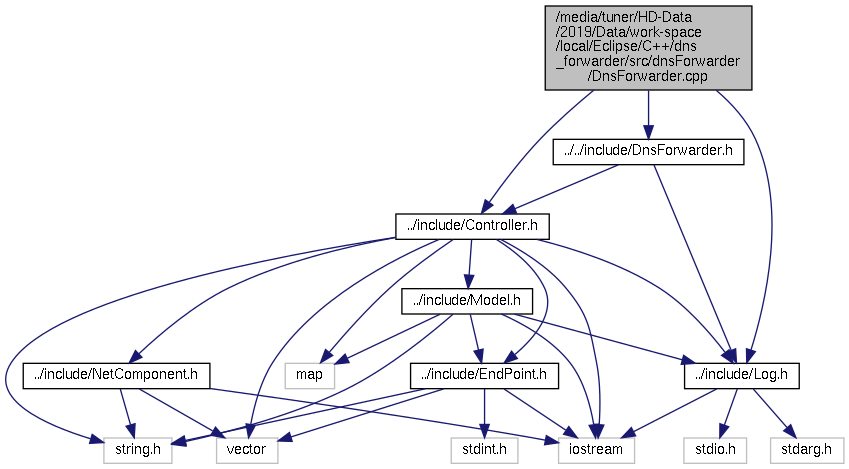 /media/tuner/HD-Data
/2019/Data/work-space
/local/Eclipse/C++/dns
_forwarder/src/dnsForwarder
/DnsForwarder.cpp
../../include/DnsForwarder.h
../include/Controller.h
../include/Model.h
../include/NetComponent.h
map
../include/EndPoint.h
../include/Log.h
string.h
vector
stdint.h
iostream
stdio.h
stdarg.h